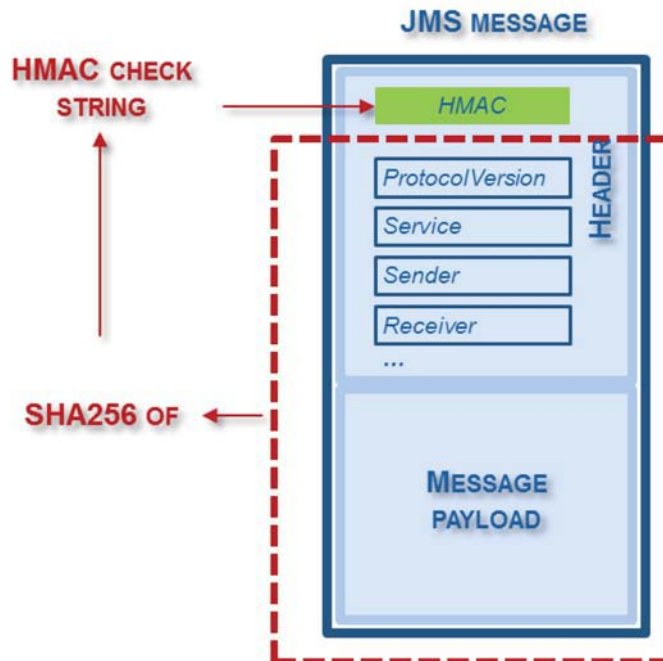 JMS MESSAGE
HMAC CHECK
STRING
HMAC
HEADER
ProtocolVersion
Service
Sender
Receiver
...
SHA256 OF
MESSAGE
PAYLOAD